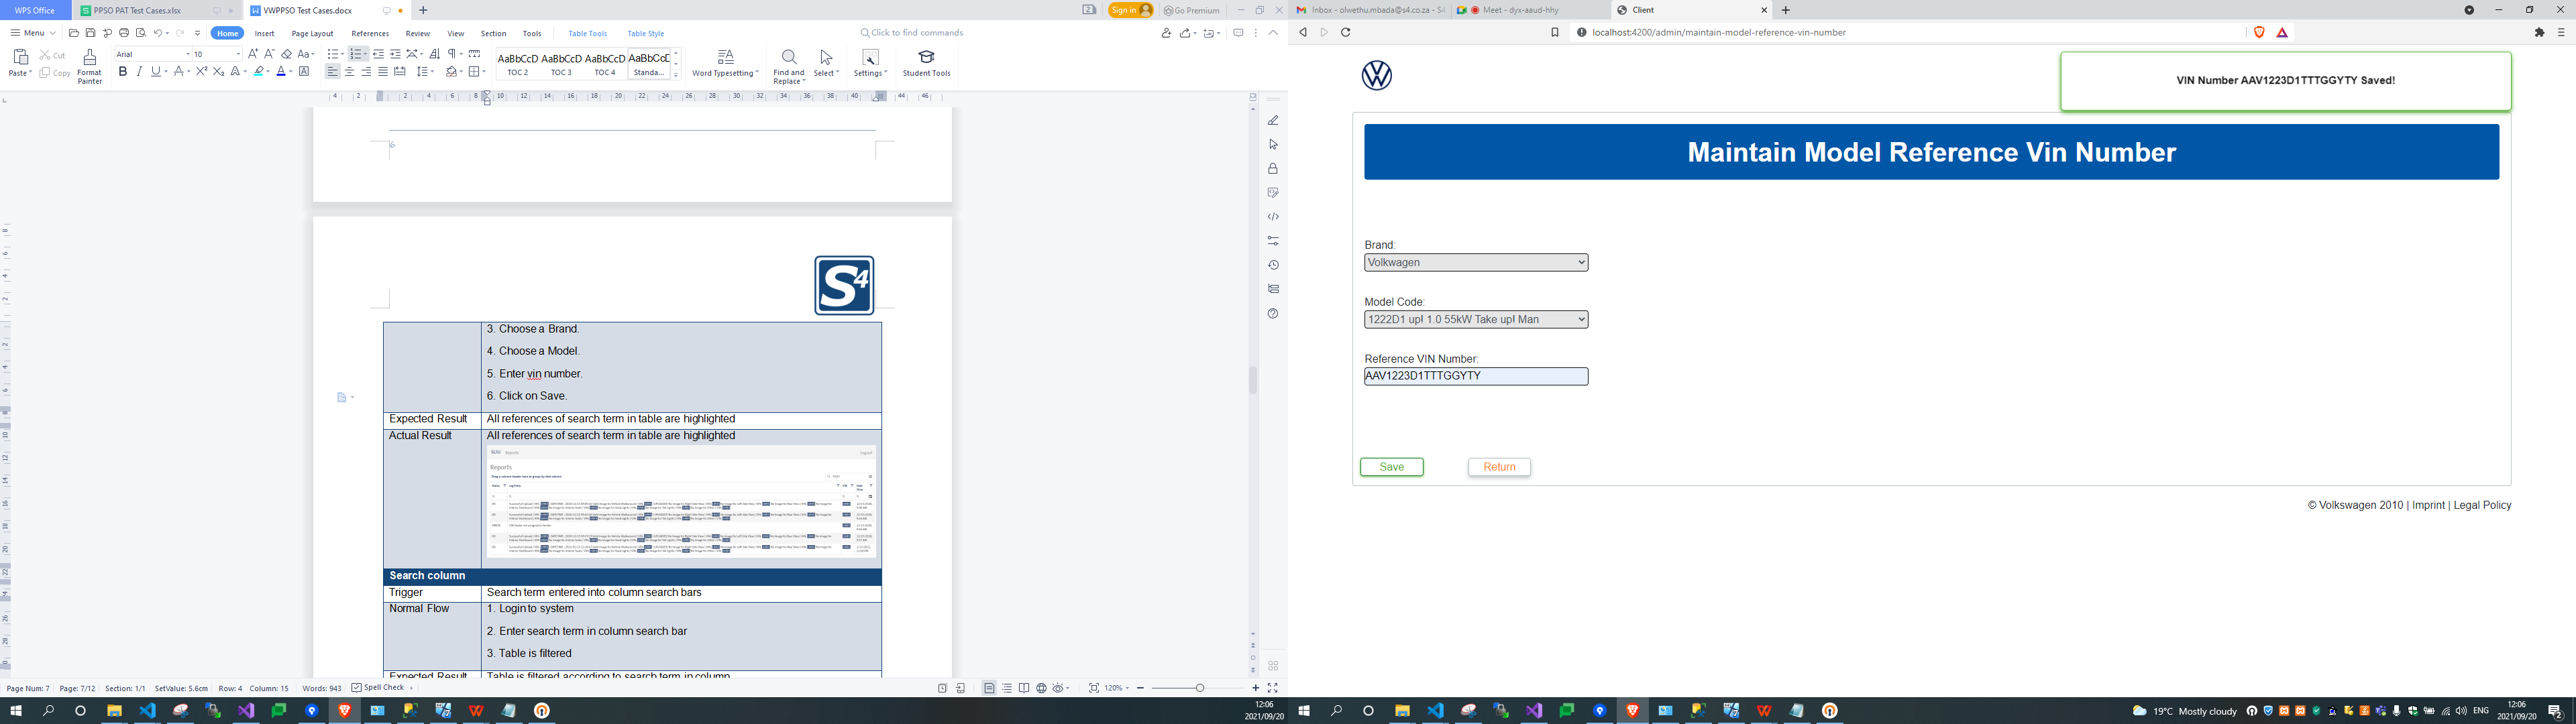 WPS Office
PPSO PAT Test Cases.xlsx
VWPPSO Test Cases.docx
Sign in
Go Premium
Menu
Home
Insert
Page Layout
References
Review
View
Section
Tools
Table Tools
Table Style
Click to find commands
Paste
Cut
Copy
Format Painter
Arial
10
AaBbCcD
TOC 2
AaBbCcD
TOC 3
AaBbCcD
TOC 4
AaBbCcD
Standa...
Word Typesetting
Find and Replace
Select
Settings
Student Tools
S4
3. Choose a Brand.
4. Choose a Model.
5. Enter vin number.
6. Click on Save.
Expected Result
All references of search term in table are highlighted
Actual Result
All references of search term in table are highlighted
Reports
Search column
Trigger
Search term entered into column search bars
Normal Flow
1. Login to system
2. Enter search term in column search bar
3. Table is filtered
Expected Result
Table is filtered according to search term in column
Page Num: 7
Page: 7/12
Section: 1/1
SetValue: 5.6cm
Row: 4
Column: 15
Words: 943
Spell Check
120%
12:06
2021/09/20
Inbox - olwethu.mbada@s4.co.za - S4
Meet - dyx-aaud-hhy
Client
localhost:4200/admin/maintain-model-reference-vin-number
VIN Number AAV1223D1TTTGGYTY Saved!
Maintain Model Reference Vin Number
Brand:
Volkwagen
Model Code:
1222D1 up! 1.0 55kW Take up! Man
Reference VIN Number:
AAV1223D1TTTGGYTY
Save
Return
© Volkswagen 2010 | Imprint | Legal Policy
19°C Mostly cloudy
ENG
12:06
2021/09/20